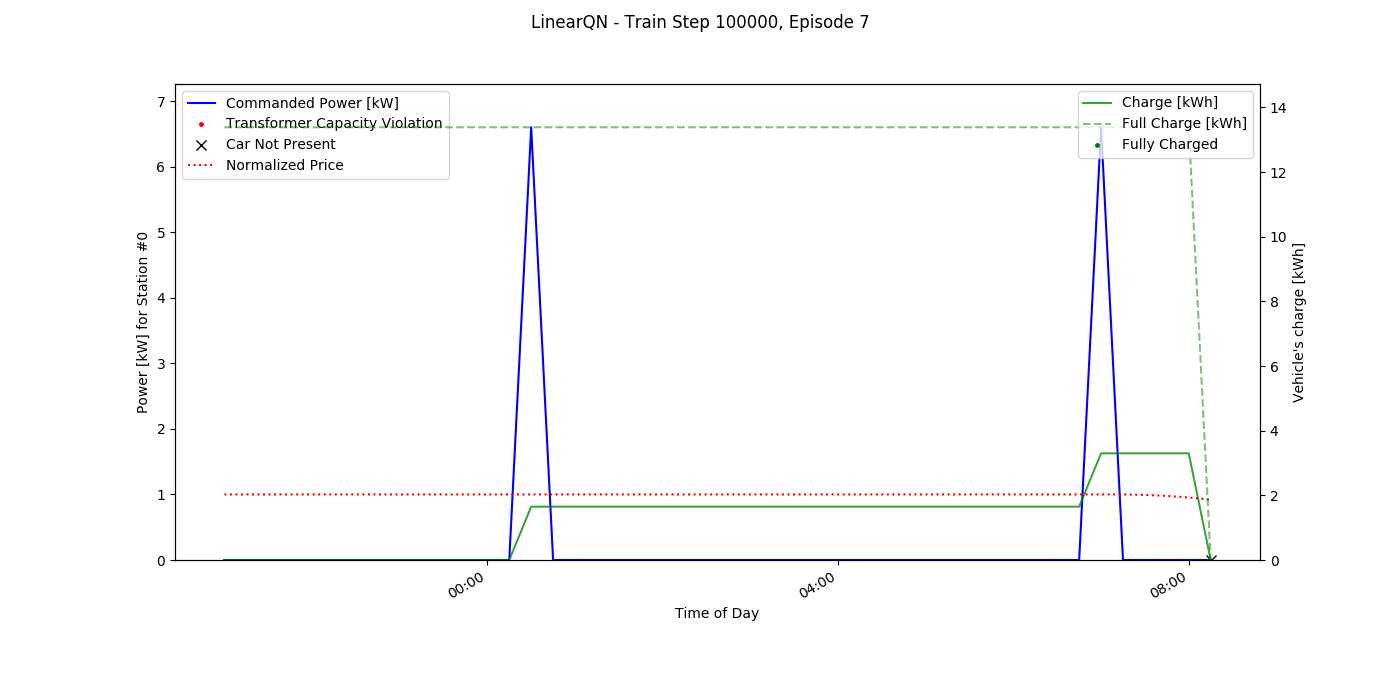 LinearQN - Train Step 100000, Episode 7
Commanded Power [kW]
Transformer Capacity Violation
Car Not Present
Normalized Price
Charge [kWh]
Full Charge [kWh]
Fully Charged
7
6
5
4
3
2
1
0
Power [kW] for Station #0
14
12
10
8
6
4
2
0
Vehicle's charge [kWh]
00:00
04:00
08:00
Time of Day